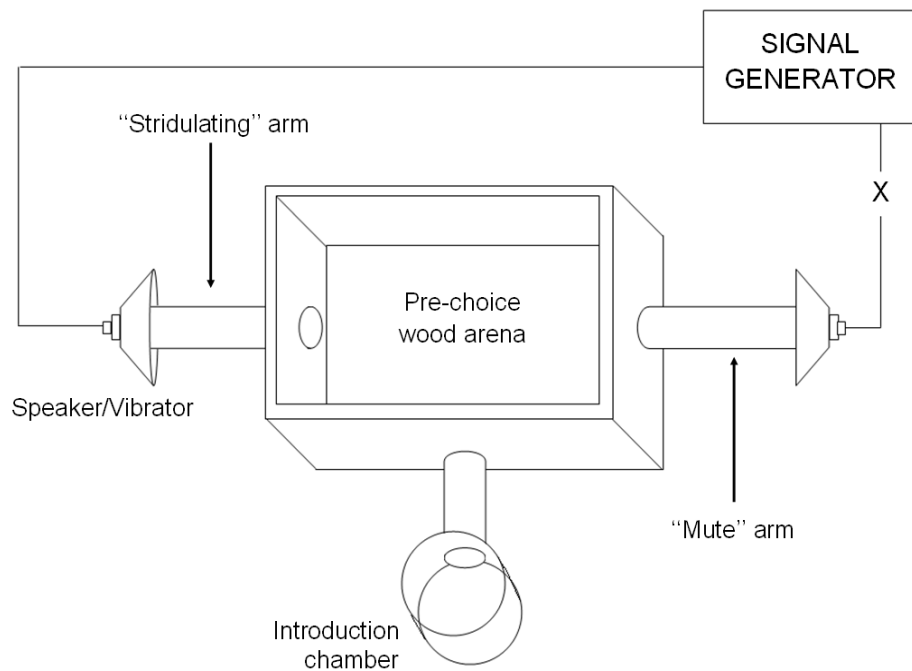 SIGNAL
GENERATOR
“Stridulating” arm
X
Pre-choice
wood arena
Speaker/Vibrator
“Mute” arm
Introduction
chamber